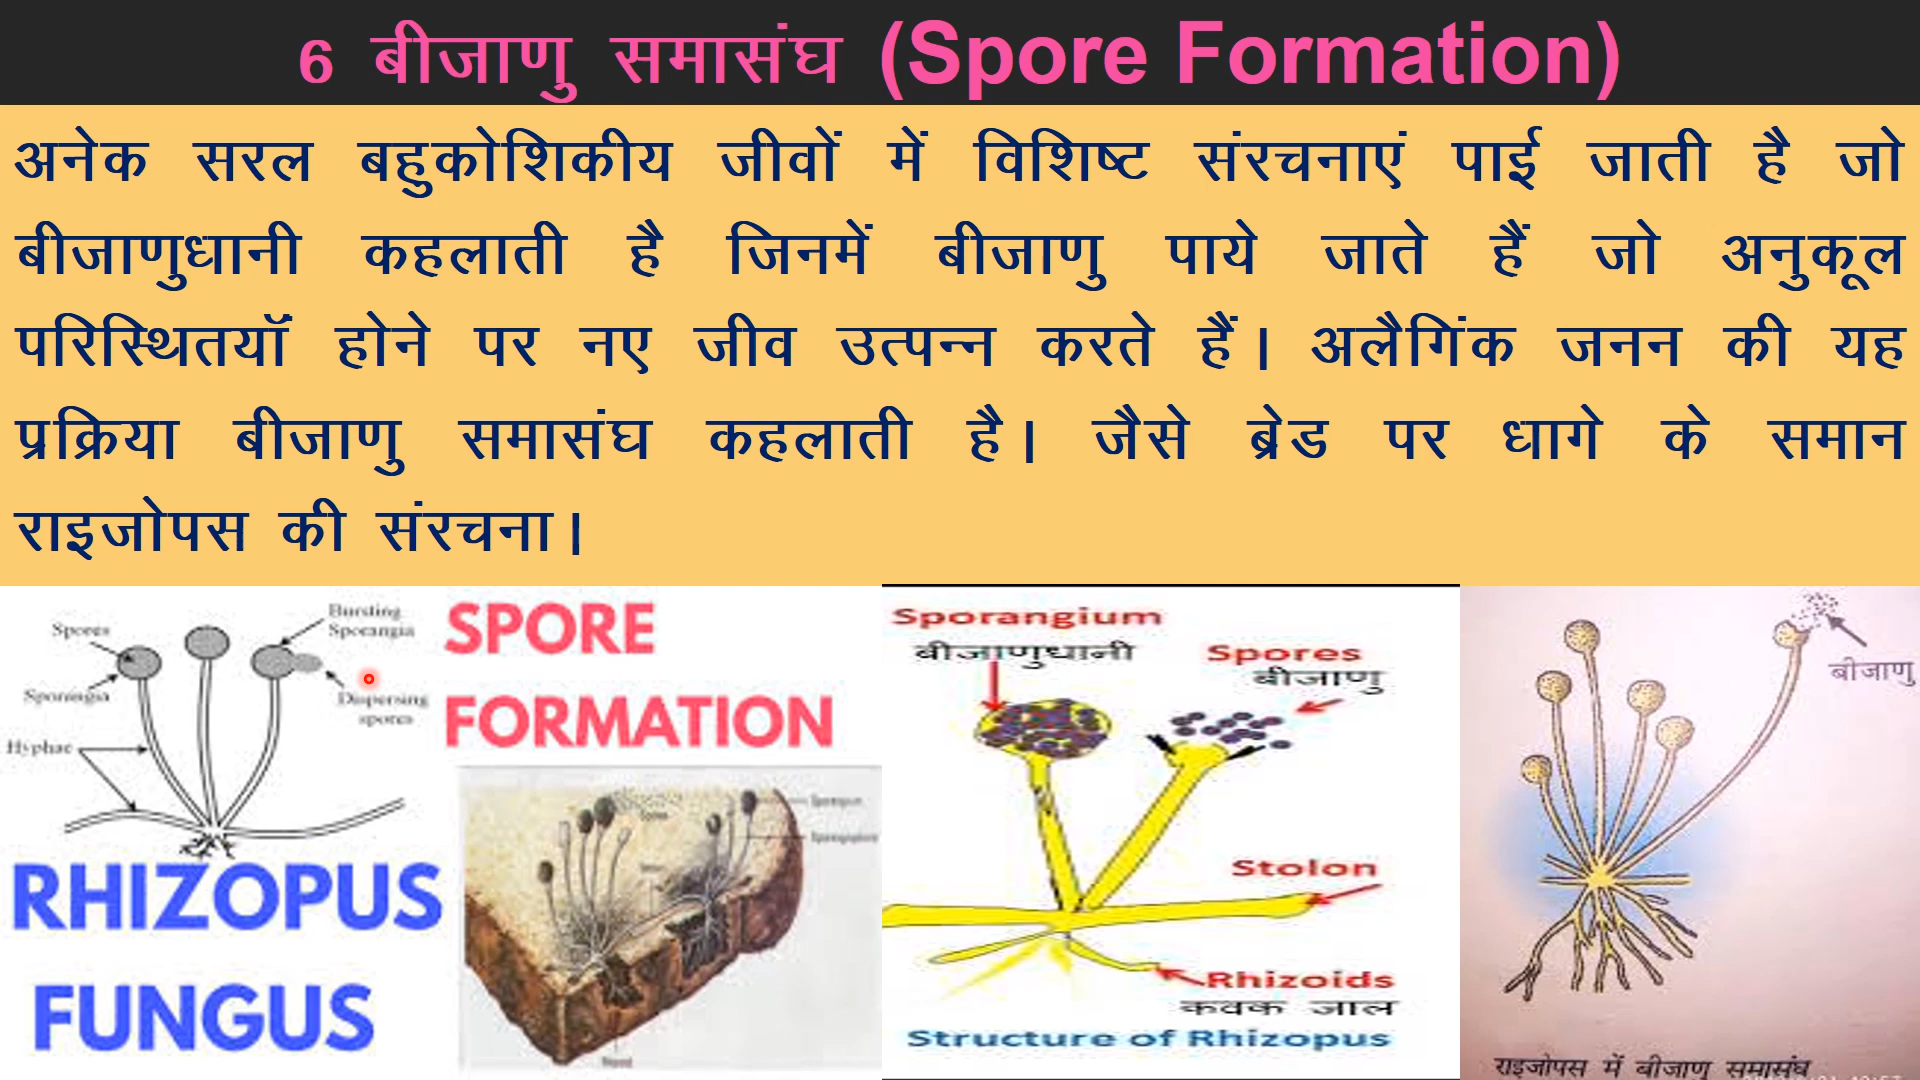 6 बीजाणु समासंघ (Spore Formation)
अनेक सरल बहुकोशिकीय जीवों में विशिष्ट संरचनाएं पाई जाती है जो
बीजाणुधानी कहलाती है जिनमें बीजाणु पाये जाते हैं जो अनुकूल
परिस्थितयॉं होने पर नए जीव उत्पन्न करते हैं। अलैगिंक जनन की यह
प्रक्रिया बीजाणु समासंघ कहलाती है। जैसे ब्रेड पर धागे के समान
राइजोपस की संरचना।
Spores
Bursting
Sporangia
Sporangia
Dispersing
spores
Hyphae
RHIZOPUS
FUNGUS
SPORE
FORMATION
Sporangium
बीजाणुधानी
Spores
बीजाणु
Stolon
Rhizoids
कवक जाल
Structure of Rhizopus
बीजाणु
राइजोपस में बीजाणु समासंघ